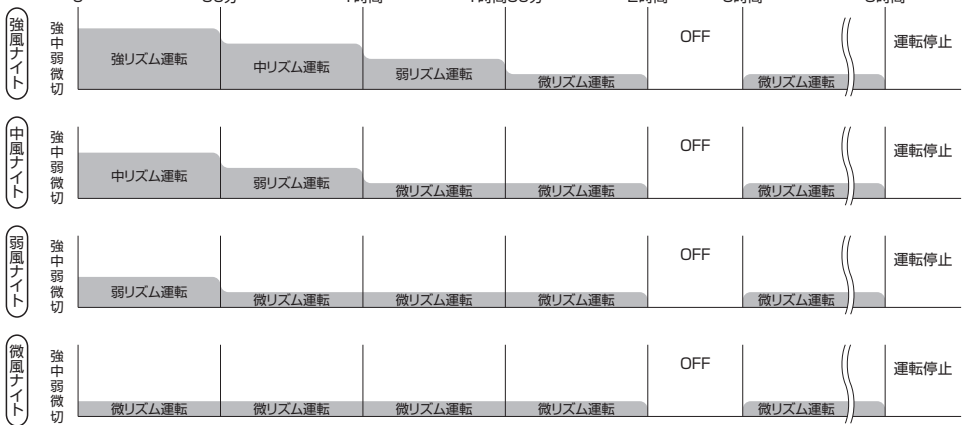 強風ナイト
強
中
弱
微
切
強リズム運転
中リズム運転
弱リズム運転
微リズム運転
OFF
微リズム運転
運転停止
中風ナイト
強
中
弱
微
切
中リズム運転
弱リズム運転
微リズム運転
微リズム運転
OFF
微リズム運転
運転停止
弱風ナイト
強
中
弱
微
切
弱リズム運転
微リズム運転
微リズム運転
微リズム運転
OFF
微リズム運転
運転停止
微風ナイト
強
中
弱
微
切
微リズム運転
微リズム運転
微リズム運転
微リズム運転
OFF
微リズム運転
運転停止